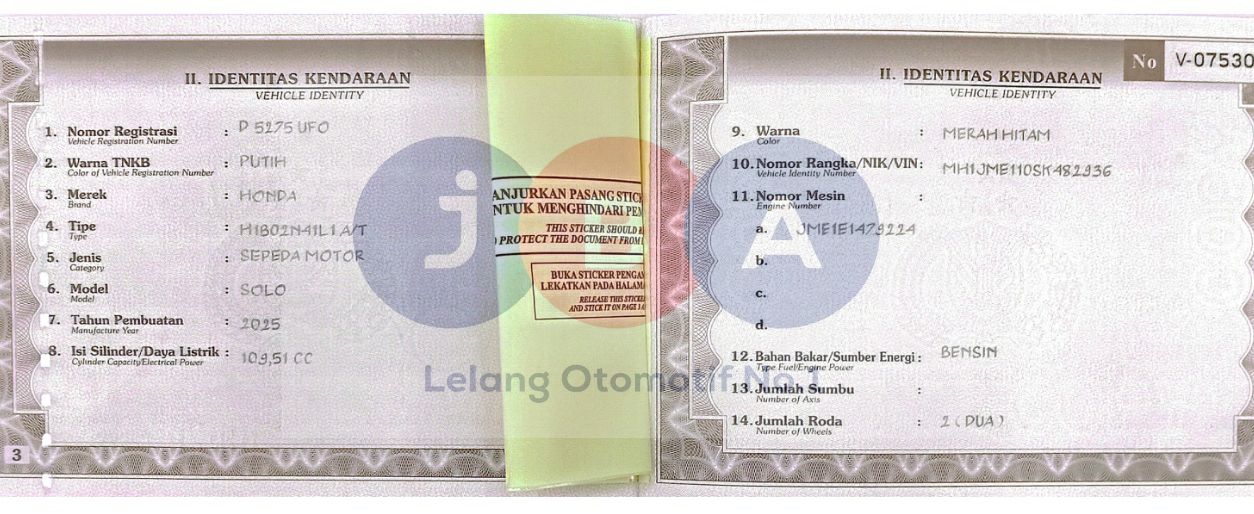 II. IDENTITAS KENDARAAN
VEHICLE IDENTITY
1. Nomor Registrasi : D 5275 UFO
Vehicle Registration Number
2. Warna TNKB : PUTIH
Color of Vehicle Registration Number
3. Merek : HONDA
Brand
4. Tipe : H1B02N41L1 A/T
Type
5. Jenis : SEPEDA MOTOR
Category
6. Model : SOLO
Model
7. Tahun Pembuatan : 2025
Manufacture Year
8. Isi Silinder/Daya Listrik : 109,51 CC
Cylinder Capacity/Electrical Power
3
ANJURKAN PASANG STIC
NTUK MENGHINDARI PEM
THIS STICKER SHOULD
PROTECT THE DOCUMENT FROM
BUKA STICKER PENGAM
LEKATKAN PADA HALAMA
RELEASE THIS STICKER
AND STICK IT ON PAGE
No V-07530
II. IDENTITAS KENDARAAN
VEHICLE IDENTITY
9. Warna : MERAH HITAM
Color
10. Nomor Rangka/NIK/VIN: MH1JME110SK482936
Vehicle Identity Number
11. Nomor Mesin :
Engine Number
a. JME1E1479224
b.
c.
d.
12. Bahan Bakar/Sumber Energi : BENSIN
Type Fuel/Engine Power
13. Jumlah Sumbu :
Number of Axis
14. Jumlah Roda : 2 ( DUA )
Number of Wheels
JBA
Lelang Otomotif No.1